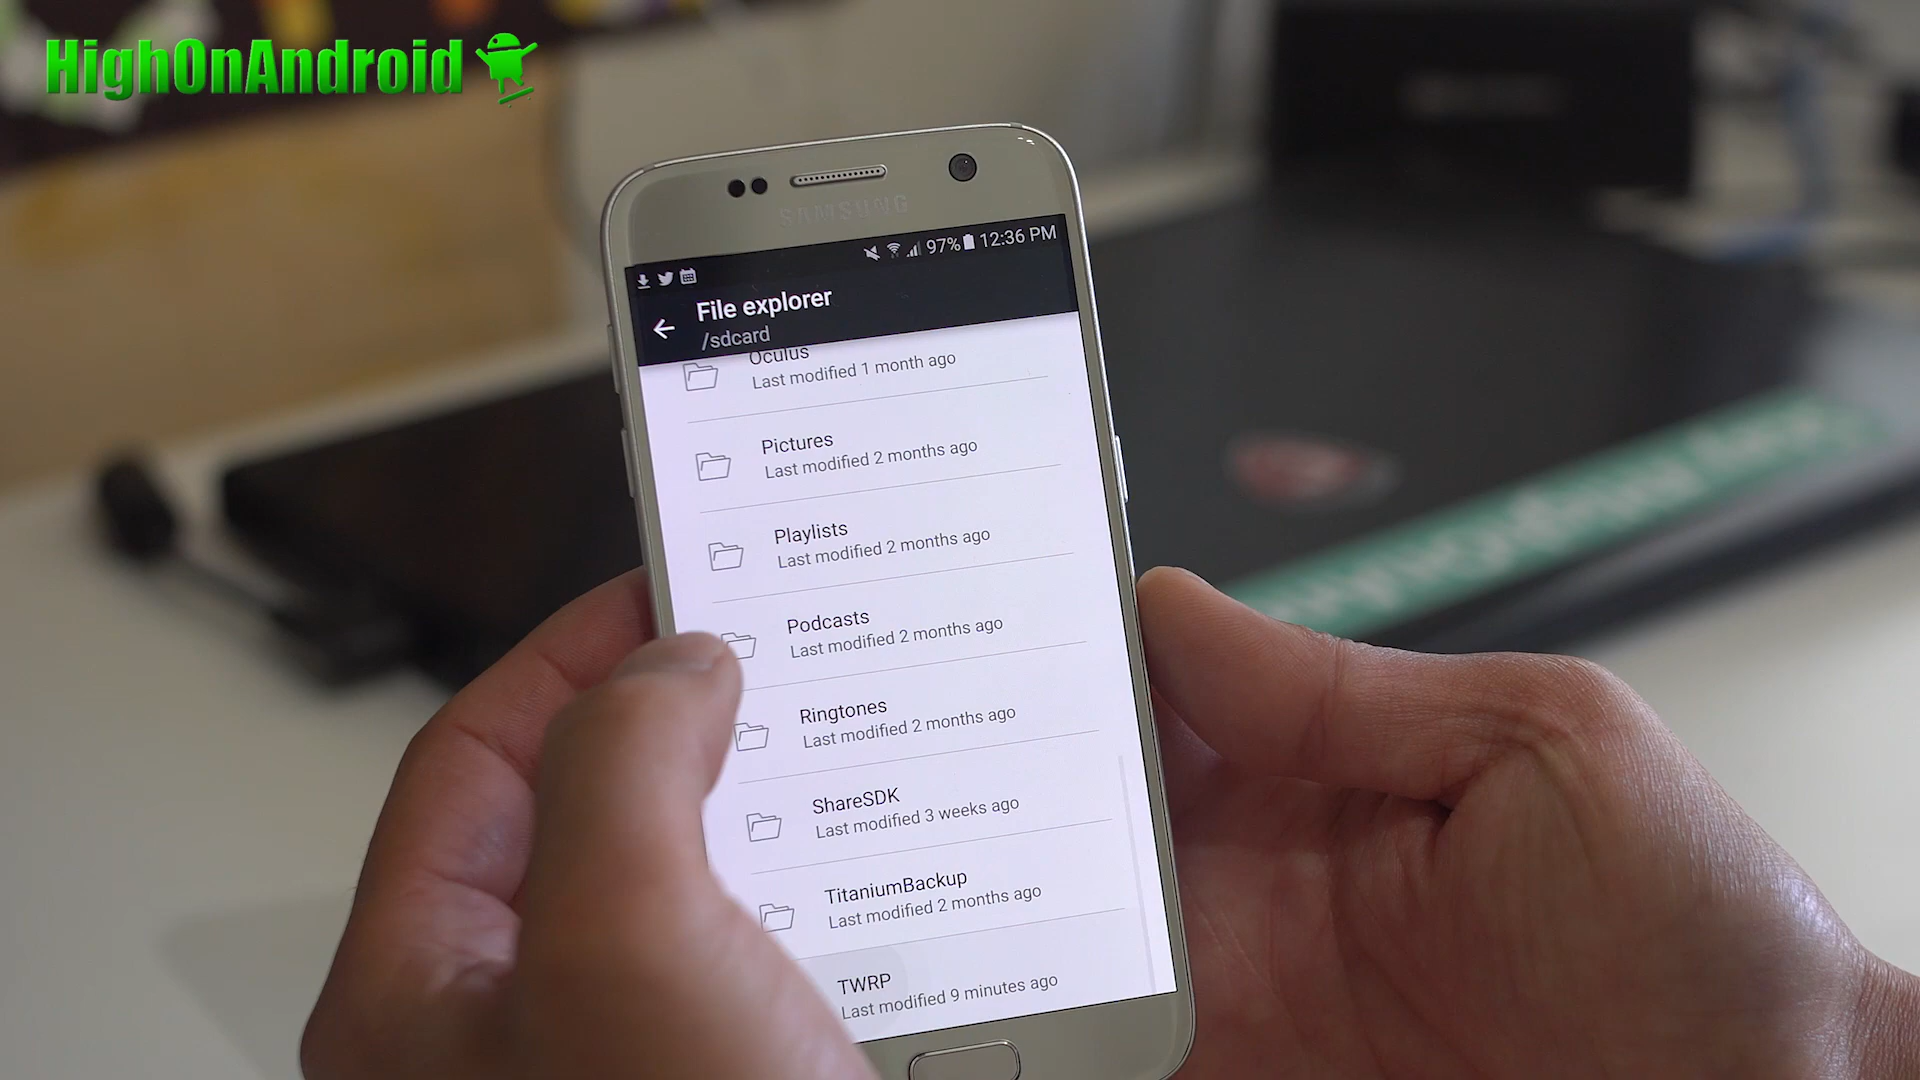 HighOnAndroid
SAMSUNG
97% 12:36 PM
File explorer
/sdcard
Oculus
Last modified 1 month ago
Pictures
Last modified 2 months ago
Playlists
Last modified 2 months ago
Podcasts
Last modified 2 months ago
Ringtones
Last modified 2 months ago
ShareSDK
Last modified 3 weeks ago
TitaniumBackup
Last modified 2 months ago
TWRP
Last modified 9 minutes ago